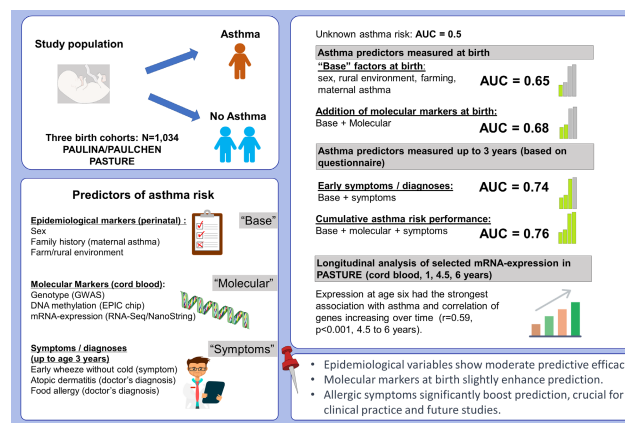 Study population
Asthma
No Asthma
Three birth cohorts: N=1,034
PAULINA/PAULCHEN
PASTURE
Predictors of asthma risk
Epidemiological markers (perinatal) :
Sex
Family history (maternal asthma)
Farm/rural environment
"Base"
Molecular Markers (cord blood):
Genotype (GWAS)
DNA methylation (EPIC chip)
mRNA-expression (RNA-Seq/NanoString)
"Molecular"
Symptoms / diagnoses
(up to age 3 years)
Early wheeze without cold (symptom)
Atopic dermatitis (doctor's diagnosis)
Food allergy (doctor's diagnosis)
"Symptoms"
Unknown asthma risk: AUC = 0.5
Asthma predictors measured at birth
"Base" factors at birth:
sex, rural environment, farming,
maternal asthma
AUC = 0.65
Addition of molecular markers at birth:
Base + Molecular
AUC = 0.68
Asthma predictors measured up to 3 years (based on
questionnaire)
Early symptoms / diagnoses:
Base + symptoms
AUC = 0.74
Cumulative asthma risk performance:
Base + molecular + symptoms
AUC = 0.76
Longitudinal analysis of selected mRNA-expression in
PASTURE (cord blood, 1, 4.5, 6 years)
Expression at age six had the strongest
association with asthma and correlation of
genes increasing over time (r=0.59,
p<0.001, 4.5 to 6 years).
• Epidemiological variables show moderate predictive efficac
• Molecular markers at birth slightly enhance prediction.
• Allergic symptoms significantly boost prediction, crucial for
clinical practice and future studies.